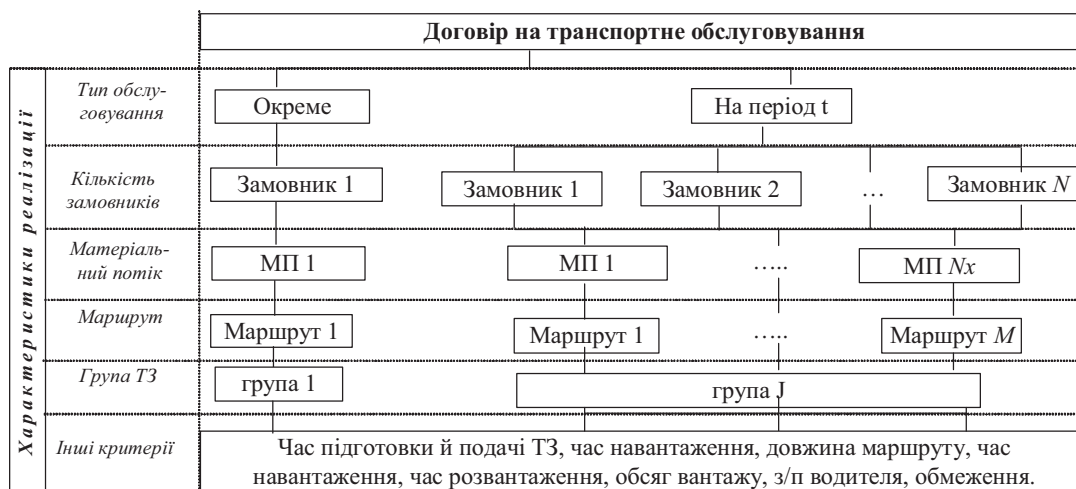 Договір на транспортне обслуговування
Характеристики реалізації
Тип обслу-
говування
Окреме
На період t
Кількість
замовників
Замовник 1
Замовник 1
Замовник 2
…
Замовник N
Матеріаль-
ний потік
МП 1
МП 1
…..
МП Nx
Маршрут
Маршрут 1
Маршрут 1
…..
Маршрут M
Група ТЗ
група 1
група J
Інші критерії
Час підготовки й подачі ТЗ, час навантаження, довжина маршруту, час
навантаження, час розвантаження, обсяг вантажу, з/п водителя, обмеження.